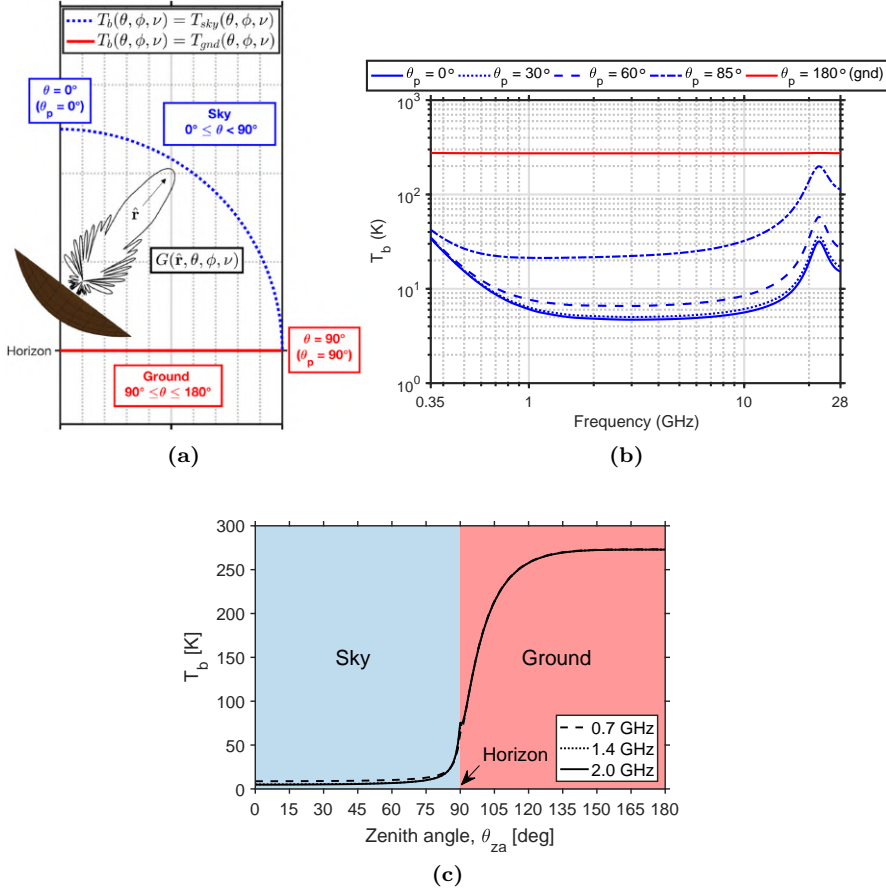 T_b(θ, ϕ, ν) = T_sky(θ, ϕ, ν)
T_b(θ, ϕ, ν) = T_gnd(θ, ϕ, ν)
θ = 0°
(θ_p = 0°)
Sky
0° ≤ θ < 90°
r̂
G(r̂, θ, ϕ, ν)
Horizon
θ = 90°
(θ_p = 90°)
Ground
90° ≤θ ≤ 180°
(a)
θ_p = 0° θ_p = 30° θ_p = 60° θ_p = 85° θ_p = 180° (gnd)
10^3
10^2
10^1
10^0
T_b (K)
0.35 1 10 28
Frequency (GHz)
(b)
300
250
200
150
100
50
0
T_b [K]
Sky
Ground
Horizon
0.7 GHz
1.4 GHz
2.0 GHz
0 15 30 45 60 75 90 105 120 135 150 165 180
Zenith angle, θ_za [deg]
(c)